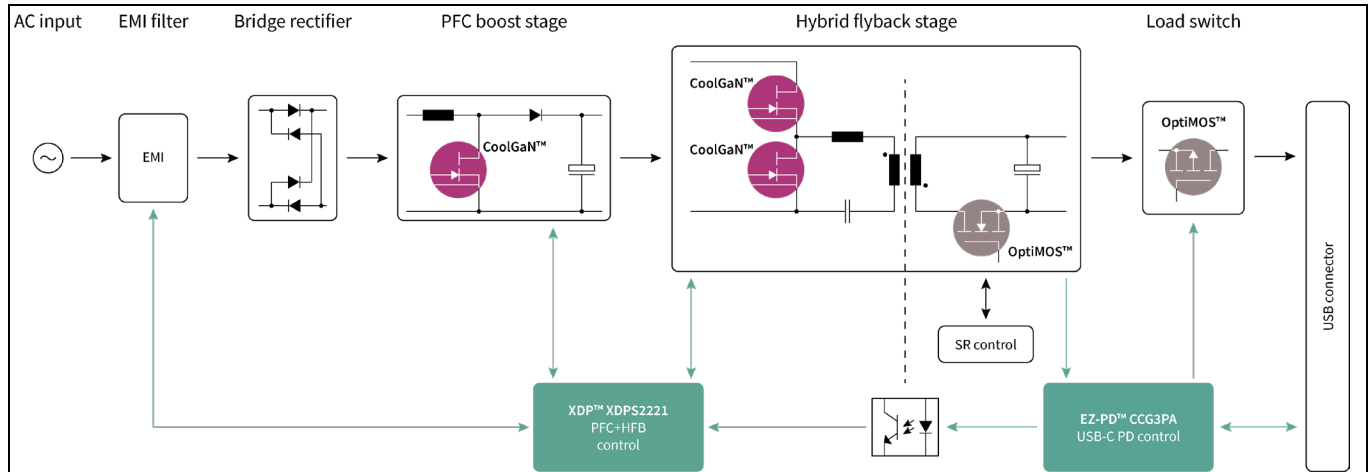 AC input
EMI filter
Bridge rectifier
PFC boost stage
Hybrid flyback stage
Load switch
EMI
CoolGaN™
CoolGaN™
CoolGaN™
OptiMOS™
OptiMOS™
SR control
USB connector
XDP™ XDPS2221
PFC+HFB
control
EZ-PD™ CCG3PA
USB-C PD control